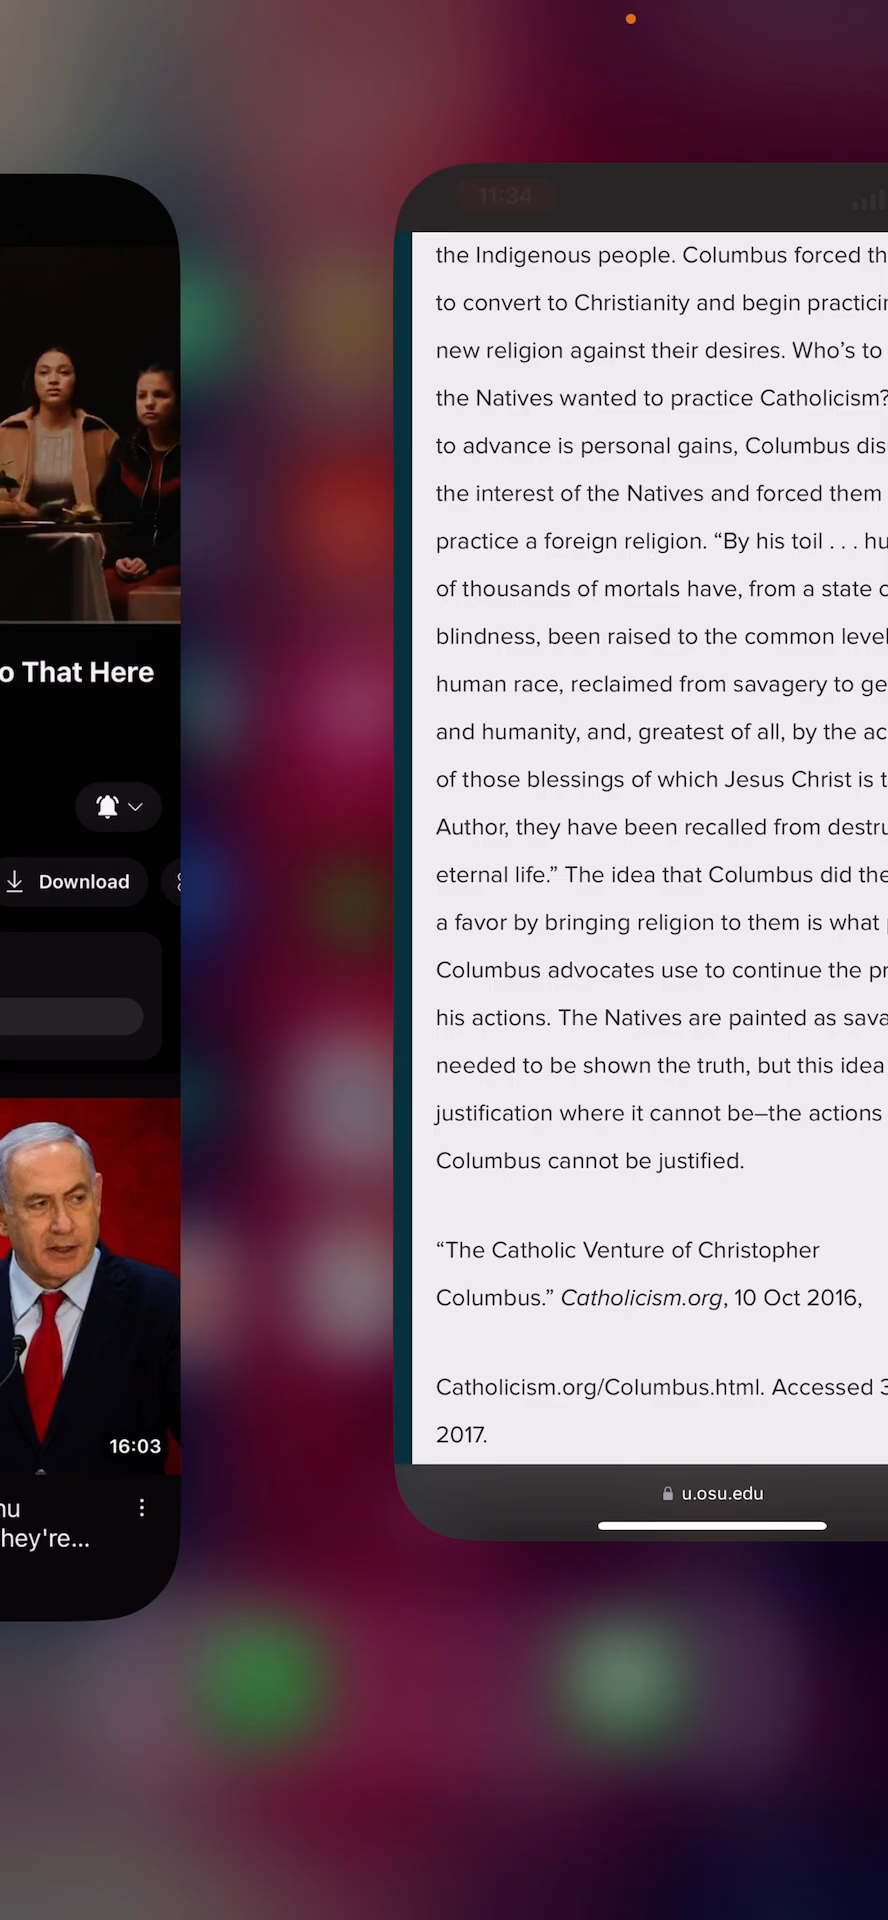 o That Here
Download
16:03
nu
hey're...
11:34
the Indigenous people. Columbus forced th
to convert to Christianity and begin practicin
new religion against their desires. Who's to
the Natives wanted to practice Catholicism?
to advance is personal gains, Columbus dis
the interest of the Natives and forced them
practice a foreign religion. “By his toil . . . hu
of thousands of mortals have, from a state o
blindness, been raised to the common level
human race, reclaimed from savagery to ge
and humanity, and, greatest of all, by the ac
of those blessings of which Jesus Christ is t
Author, they have been recalled from destru
eternal life.” The idea that Columbus did the
a favor by bringing religion to them is what p
Columbus advocates use to continue the pr
his actions. The Natives are painted as sava
needed to be shown the truth, but this idea
justification where it cannot be–the actions
Columbus cannot be justified.
“The Catholic Venture of Christopher
Columbus.” Catholicism.org, 10 Oct 2016,
Catholicism.org/Columbus.html. Accessed 3
2017.
u.osu.edu